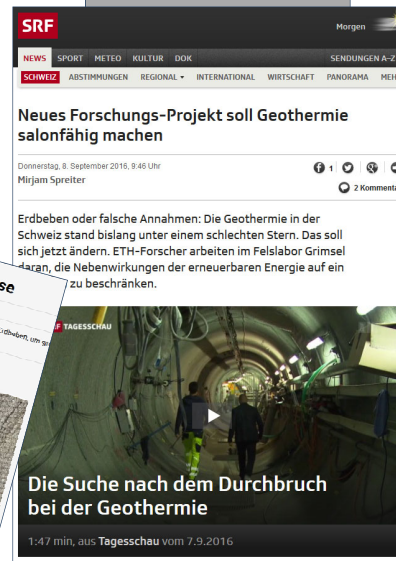 SRF
Morgen
NEWS SPORT METEO KULTUR DOK SENDUNGEN A–Z
SCHWEIZ ABSTIMMUNGEN REGIONAL INTERNATIONAL WIRTSCHAFT PANORAMA MEH
Neues Forschungs-Projekt soll Geothermie
salonfähig machen
Donnerstag, 8. September 2016, 9:46 Uhr
Mirjam Spreiter
1
2 Kommenta
Erdbeben oder falsche Annahmen: Die Geothermie in der
Schweiz stand bislang unter einem schlechten Stern. Das soll
sich jetzt ändern. ETH-Forscher arbeiten im Felslabor Grimsel
daran, die Nebenwirkungen der erneuerbaren Energie auf ein
zu beschränken.
se
rdbeben, um
TAGESSCHAU
Die Suche nach dem Durchbruch
bei der Geothermie
1:47 min, aus Tagesschau vom 7.9.2016